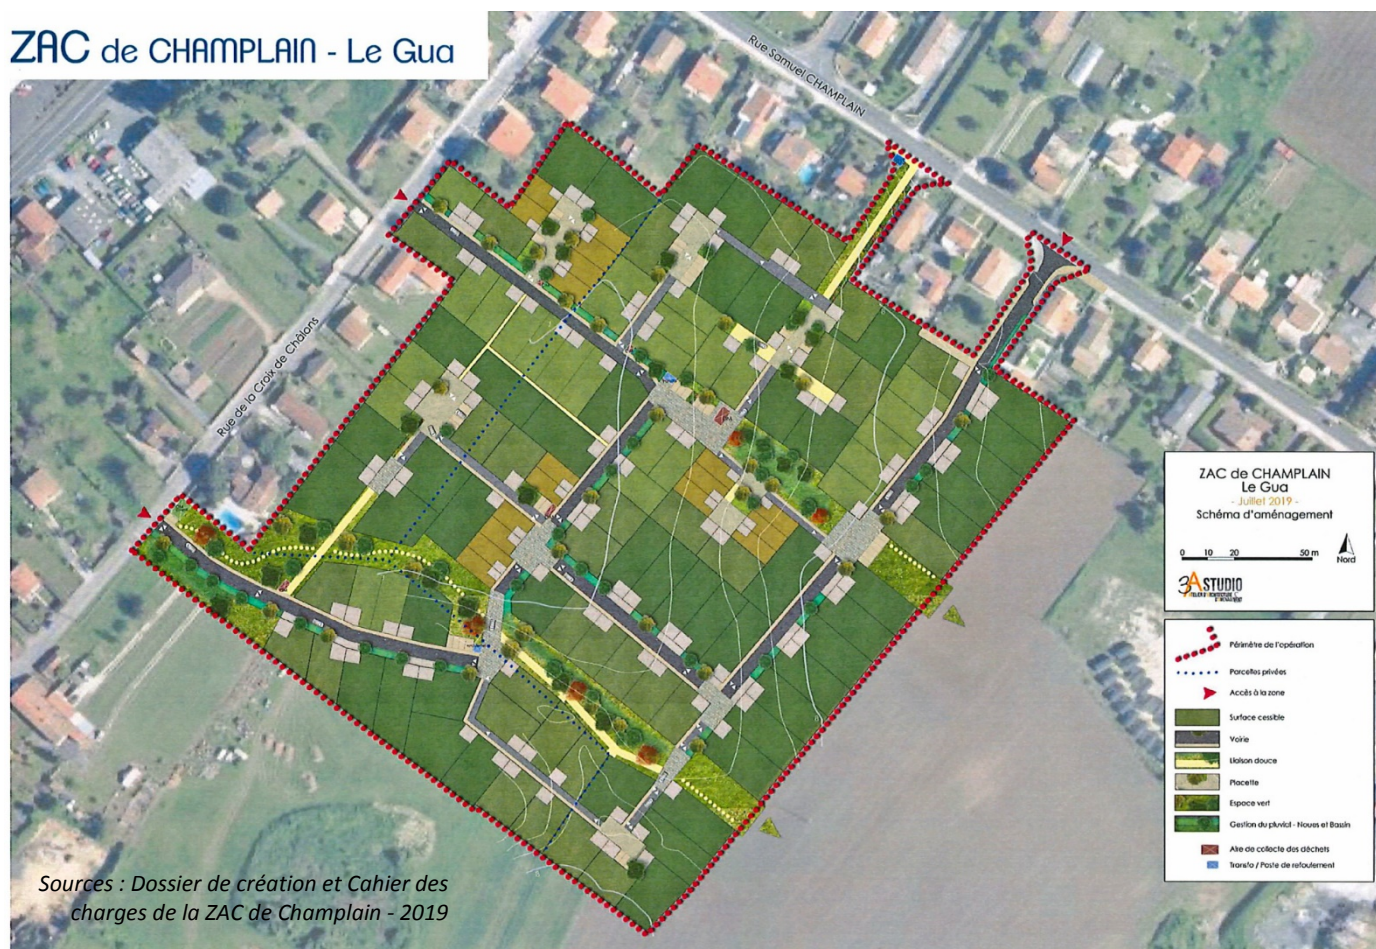 ZAC de CHAMPLAIN - Le Gua
Rue Samuel CHAMPLAIN
Rue de la Croix de Châlons
ZAC de CHAMPLAIN
Le Gua
- Juillet 2019 -
Schéma d'aménagement
0 10 20 50 m
Nord
3A STUDIO
Périmètre de l'opération
Parcelles privées
Accès à la zone
Surface cessible
Voirie
Liaison douce
Placette
Espace vert
Gestion du pluvial - Noues et Bassin
Aire de collecte des déchets
Transfo / Poste de refoulement
Sources : Dossier de création et Cahier des
charges de la ZAC de Champlain - 2019